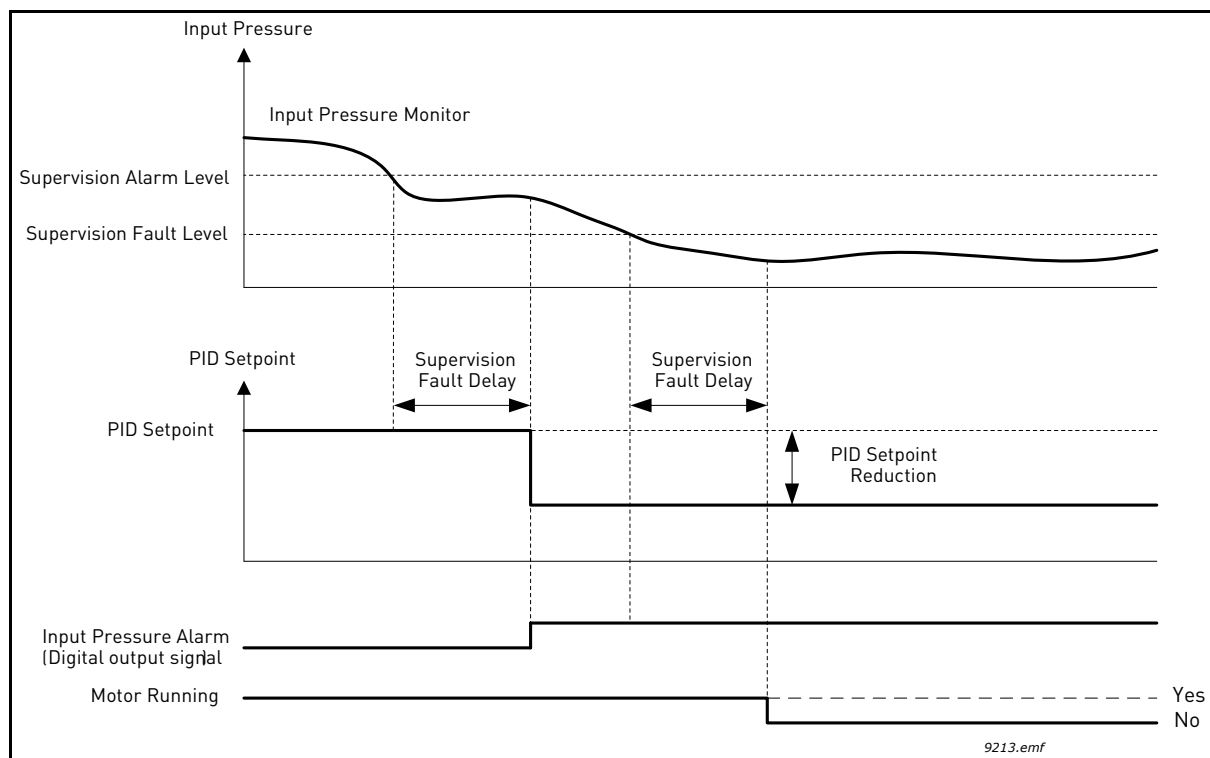 Input Pressure
Input Pressure Monitor
Supervision Alarm Level
Supervision Fault Level
PID Setpoint
Supervision
Fault Delay
Supervision
Fault Delay
PID Setpoint
PID Setpoint
Reduction
Input Pressure Alarm
(Digital output signal)
Motor Running
Yes
No
9213.emf